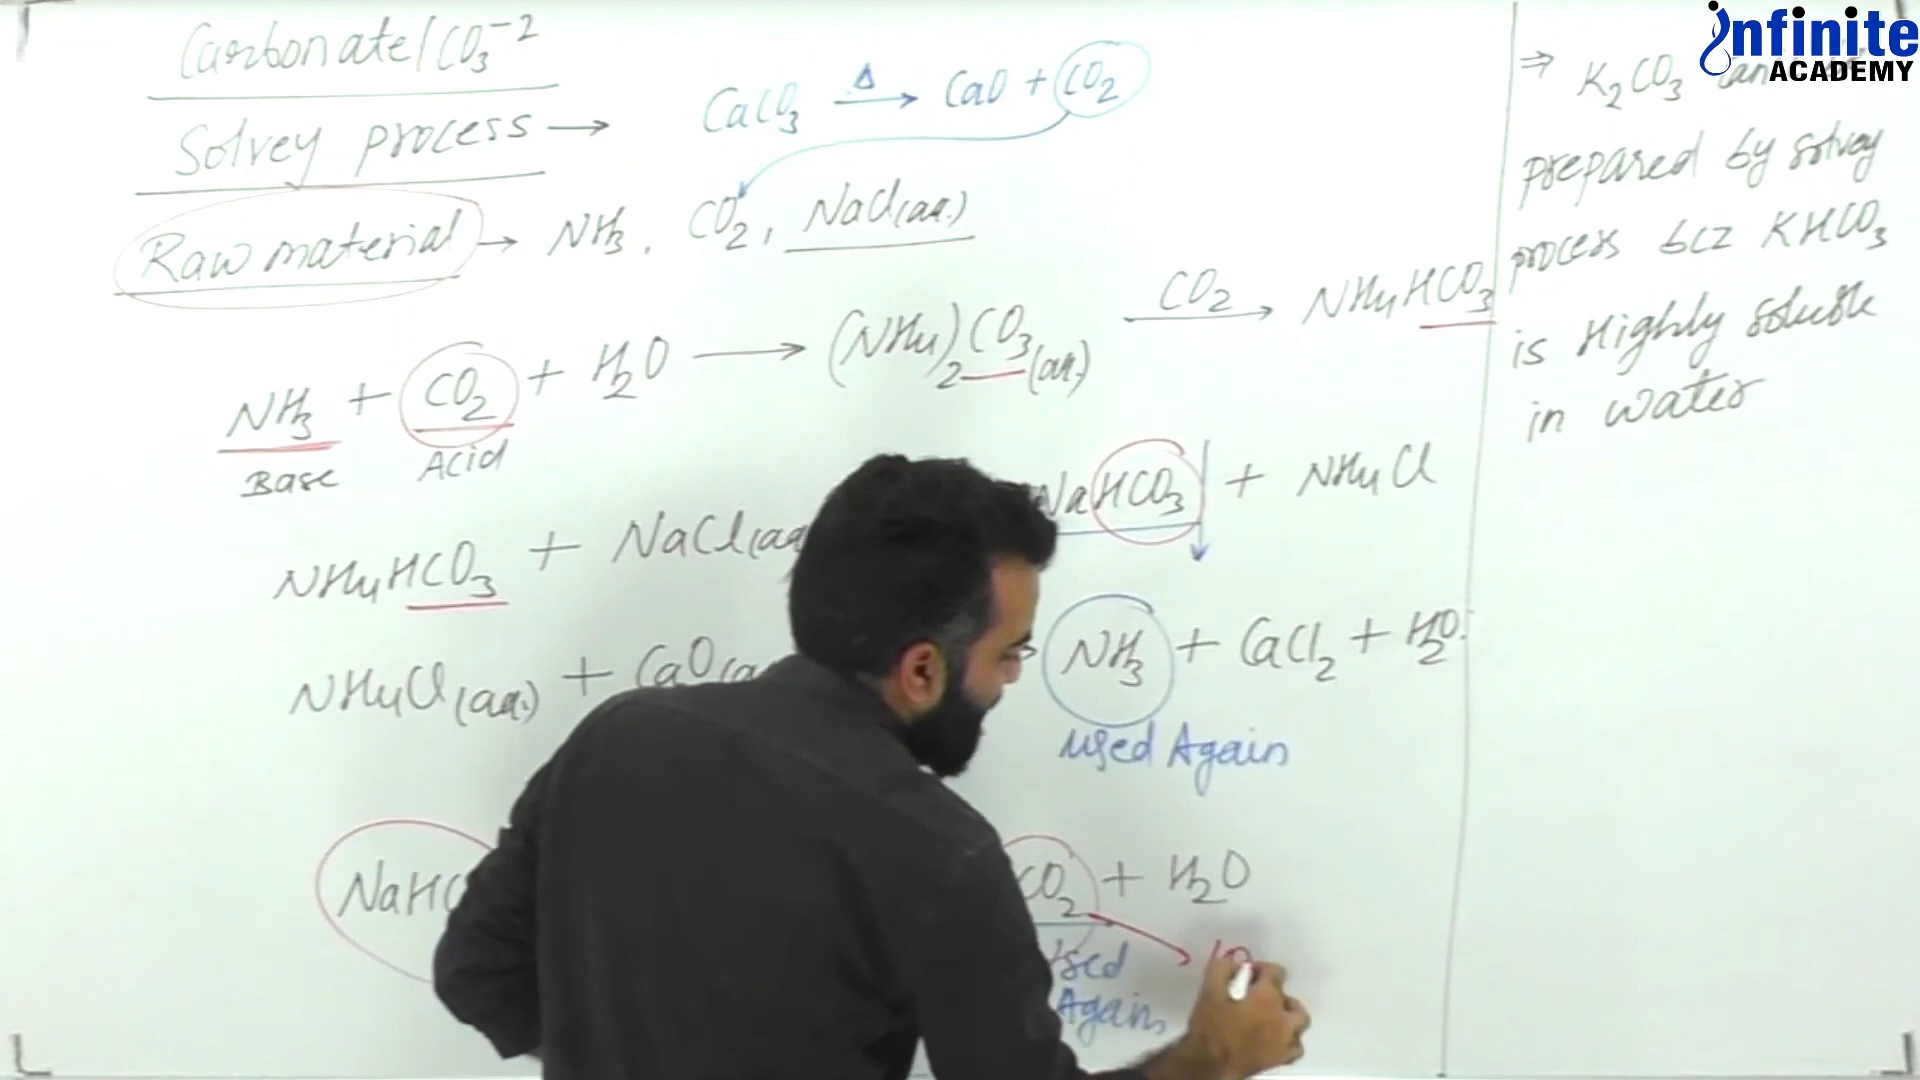 Carbonate/CO₃⁻²
Solvey process →
CaCO₃ —Δ→ CaO + CO₂
Raw material → NH₃, CO₂, NaCl(aq.)
NH₃ + CO₂ + H₂O → (NH₄)₂CO₃(aq.) —CO₂→ NH₄HCO₃
Base Acid
NH₄HCO₃ + NaCl(aq
NaHCO₃ ↓ + NH₄Cl
NH₄Cl(aq.) + CaO(a
NH₃ + CaCl₂ + H₂O.
Used Again
NaHC
CO₂ + H₂O
Used
Again
⇒ K₂CO₃
prepared by solvey
process bcz KHCO₃
is Highly soluble
in water
infinite
ACADEMY